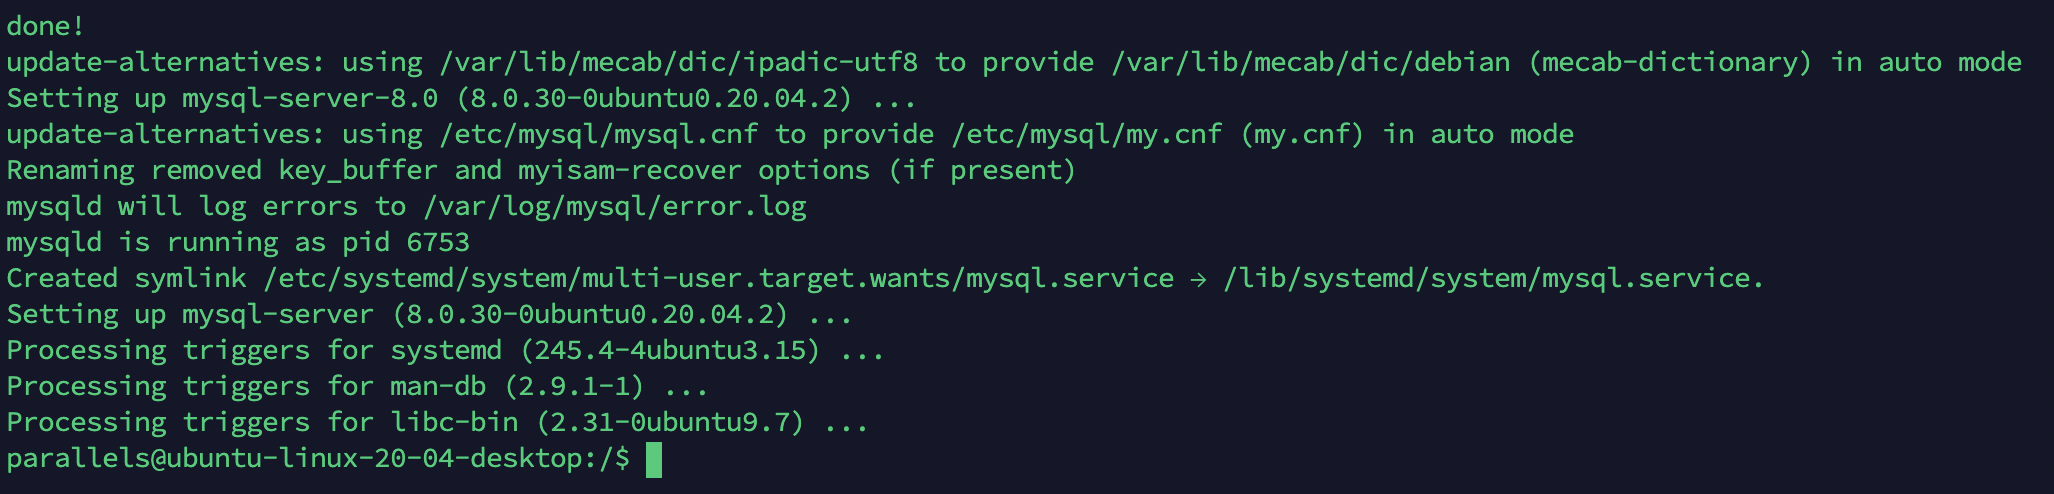 done!
update-alternatives: using /var/lib/mecab/dic/ipadic-utf8 to provide /var/lib/mecab/dic/debian (mecab-dictionary) in auto mode
Setting up mysql-server-8.0 (8.0.30-0ubuntu0.20.04.2) ...
update-alternatives: using /etc/mysql/mysql.cnf to provide /etc/mysql/my.cnf (my.cnf) in auto mode
Renaming removed key_buffer and myisam-recover options (if present)
mysqld will log errors to /var/log/mysql/error.log
mysqld is running as pid 6753
Created symlink /etc/systemd/system/multi-user.target.wants/mysql.service → /lib/systemd/system/mysql.service.
Setting up mysql-server (8.0.30-0ubuntu0.20.04.2) ...
Processing triggers for systemd (245.4-4ubuntu3.15) ...
Processing triggers for man-db (2.9.1-1) ...
Processing triggers for libc-bin (2.31-0ubuntu9.7) ...
parallels@ubuntu-linux-20-04-desktop:/$